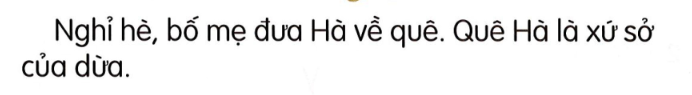 Nghỉ hè, bố mẹ đưa Hà về quê. Quê Hà là xứ sở
của dừa.